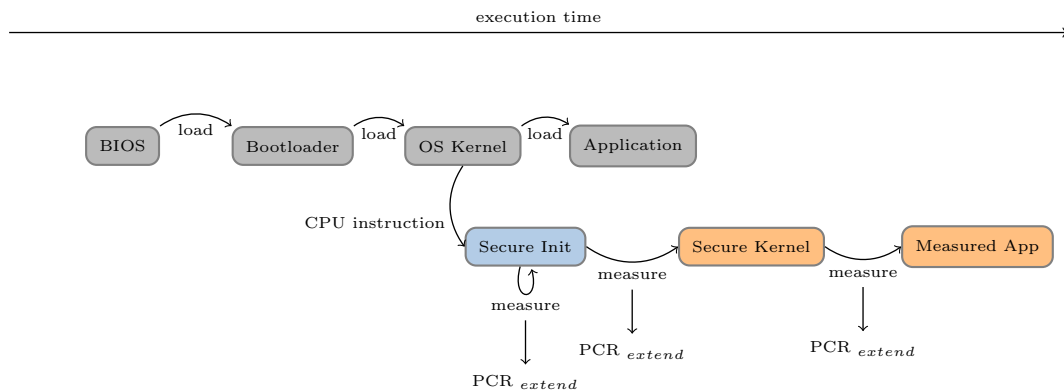 execution time
load
load
load
BIOS
Bootloader
OS Kernel
Application
CPU instruction
Secure Init
Secure Kernel
Measured App
measure
measure
measure
PCR extend
PCR extend
PCR extend